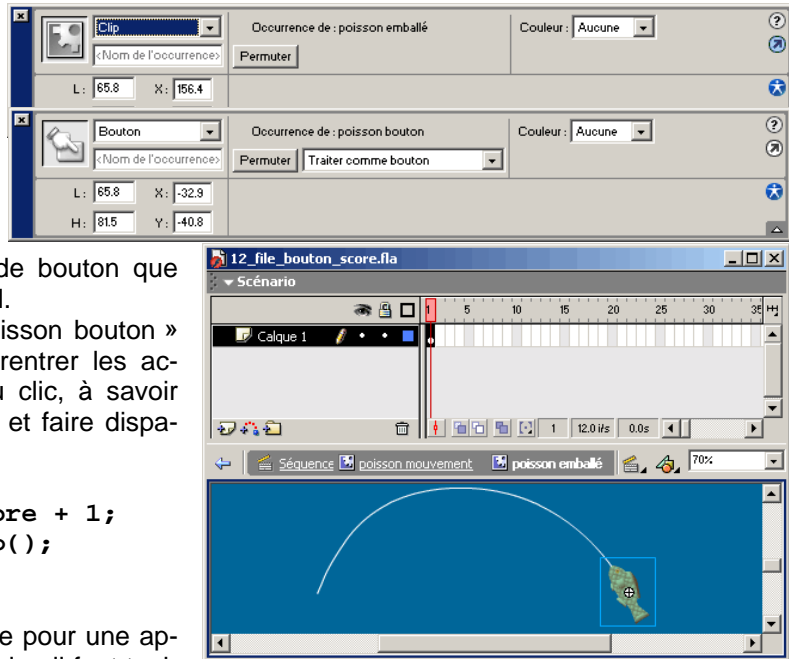 Clip
Occurrence de : poisson emballé
Couleur : Aucune
<Nom de l'occurrence>
Permuter
L : 65.8 X : 156.4
Bouton
Occurrence de : poisson bouton
Couleur : Aucune
<Nom de l'occurrence>
Permuter Traiter comme bouton
L : 65.8 X : -32.9
H : 81.5 Y : -40.8
de bouton que
isson bouton »
rentrer les ac-
u clic, à savoir
et faire dispa-
ore + 1;
();
e pour une ap-
12_file_bouton_score.fla
Scénario
1 5 10 15 20 25 30 35
Calque 1
1 12.0 i/s 0.0s
Séquence poisson mouvement poisson emballé 70%